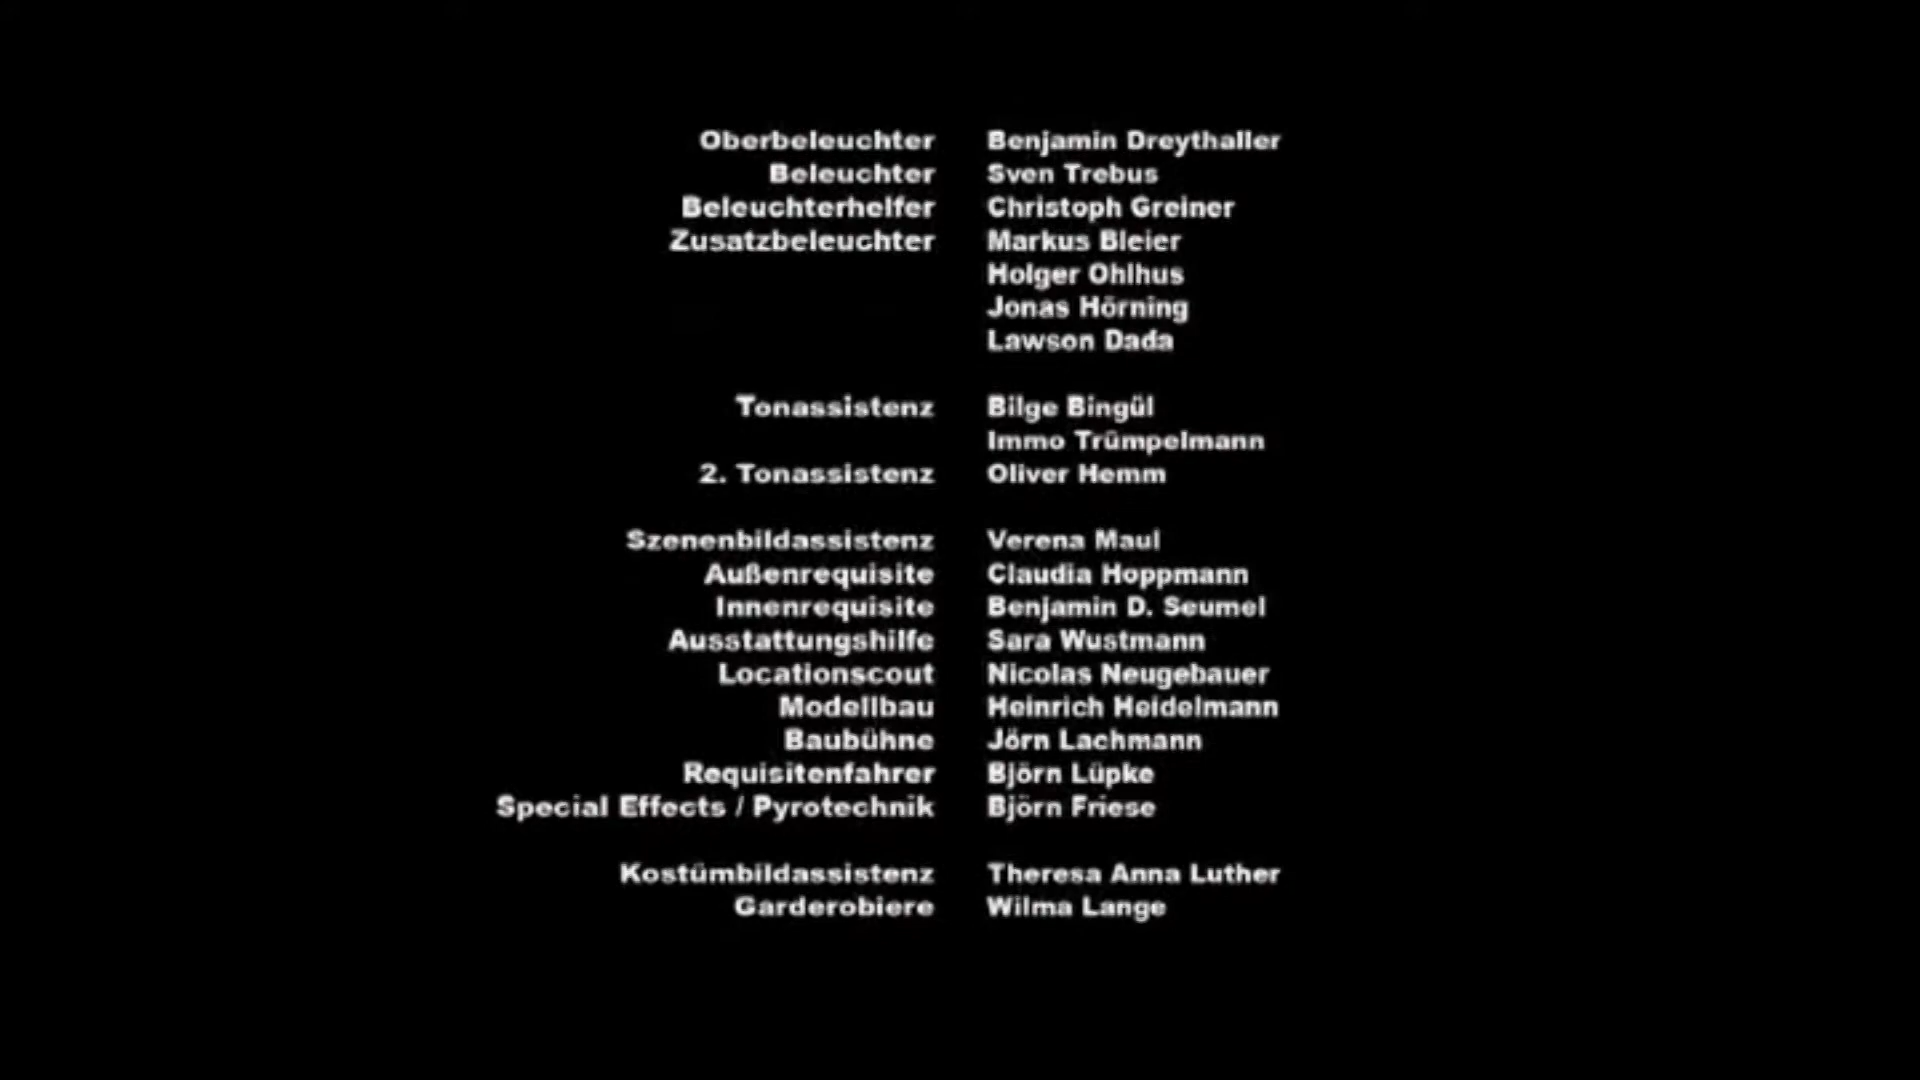 Oberbeleuchter Benjamin Dreythaller
Beleuchter Sven Trebus
Beleuchterhelfer Christoph Greiner
Zusatzbeleuchter Markus Bleier
Holger Ohlhus
Jonas Hörning
Lawson Dada
Tonassistenz Bilge Bingül
Immo Trümpelmann
2. Tonassistenz Oliver Hemm
Szenenbildassistenz Verena Maul
Außenrequisite Claudia Hoppmann
Innenrequisite Benjamin D. Seumel
Ausstattungshilfe Sara Wustmann
Locationscout Nicolas Neugebauer
Modellbau Heinrich Heidelmann
Baubühne Jörn Lachmann
Requisitenfahrer Björn Lüpke
Special Effects / Pyrotechnik Björn Friese
Kostümbildassistenz Theresa Anna Luther
Garderobiere Wilma Lange